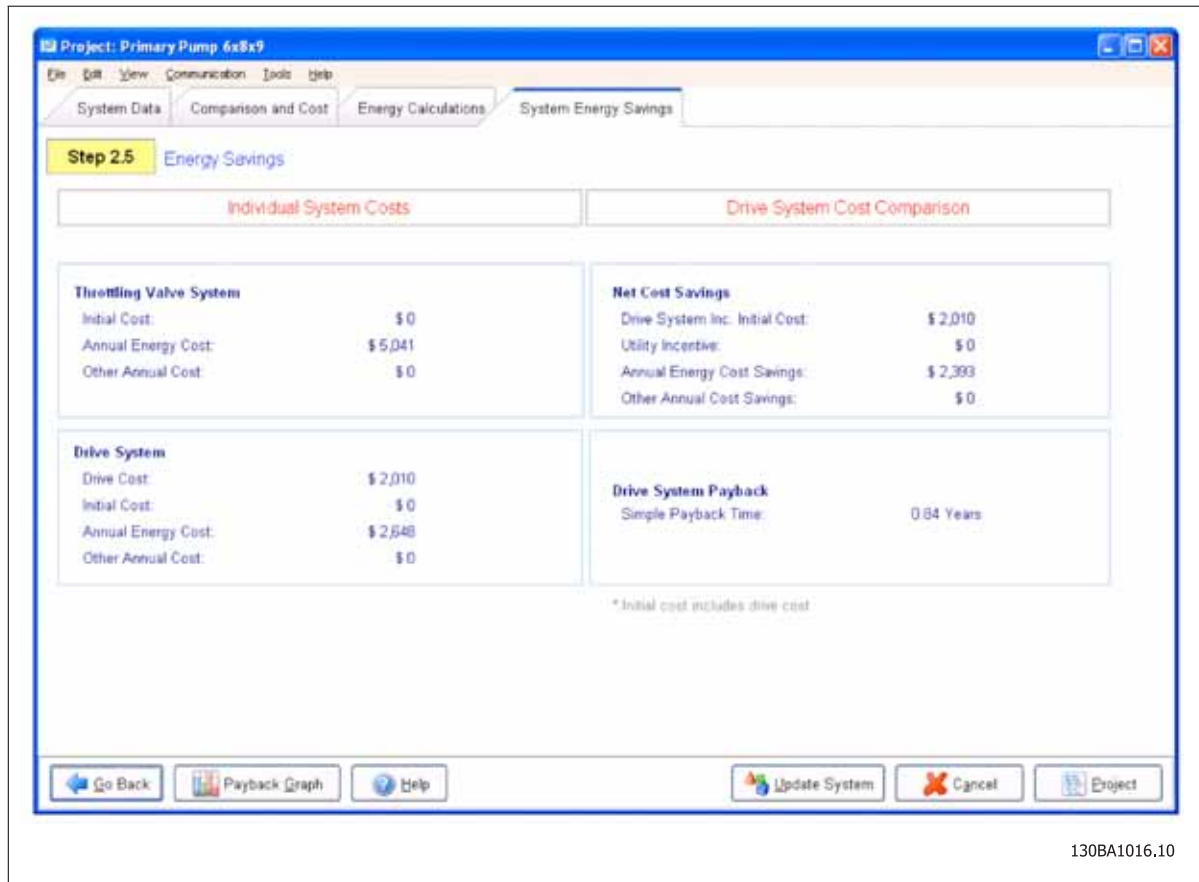 Project: Primary Pump 6x8x9
File Edit View Communication Tools Help
System Data Comparison and Cost Energy Calculations System Energy Savings
Step 2.5 Energy Savings
Individual System Costs
Drive System Cost Comparison
Throttling Valve System
Initial Cost: $ 0
Annual Energy Cost: $ 5,041
Other Annual Cost: $ 0
Net Cost Savings
Drive System Inc. Initial Cost: $ 2,010
Utility Incentive: $ 0
Annual Energy Cost Savings: $ 2,393
Other Annual Cost Savings: $ 0
Drive System
Drive Cost: $ 2,010
Initial Cost: $ 0
Annual Energy Cost: $ 2,648
Other Annual Cost: $ 0
Drive System Payback
Simple Payback Time: 0.84 Years
* Initial cost includes drive cost
Go Back Payback Graph Help Update System Cancel Project
130BA1016.10